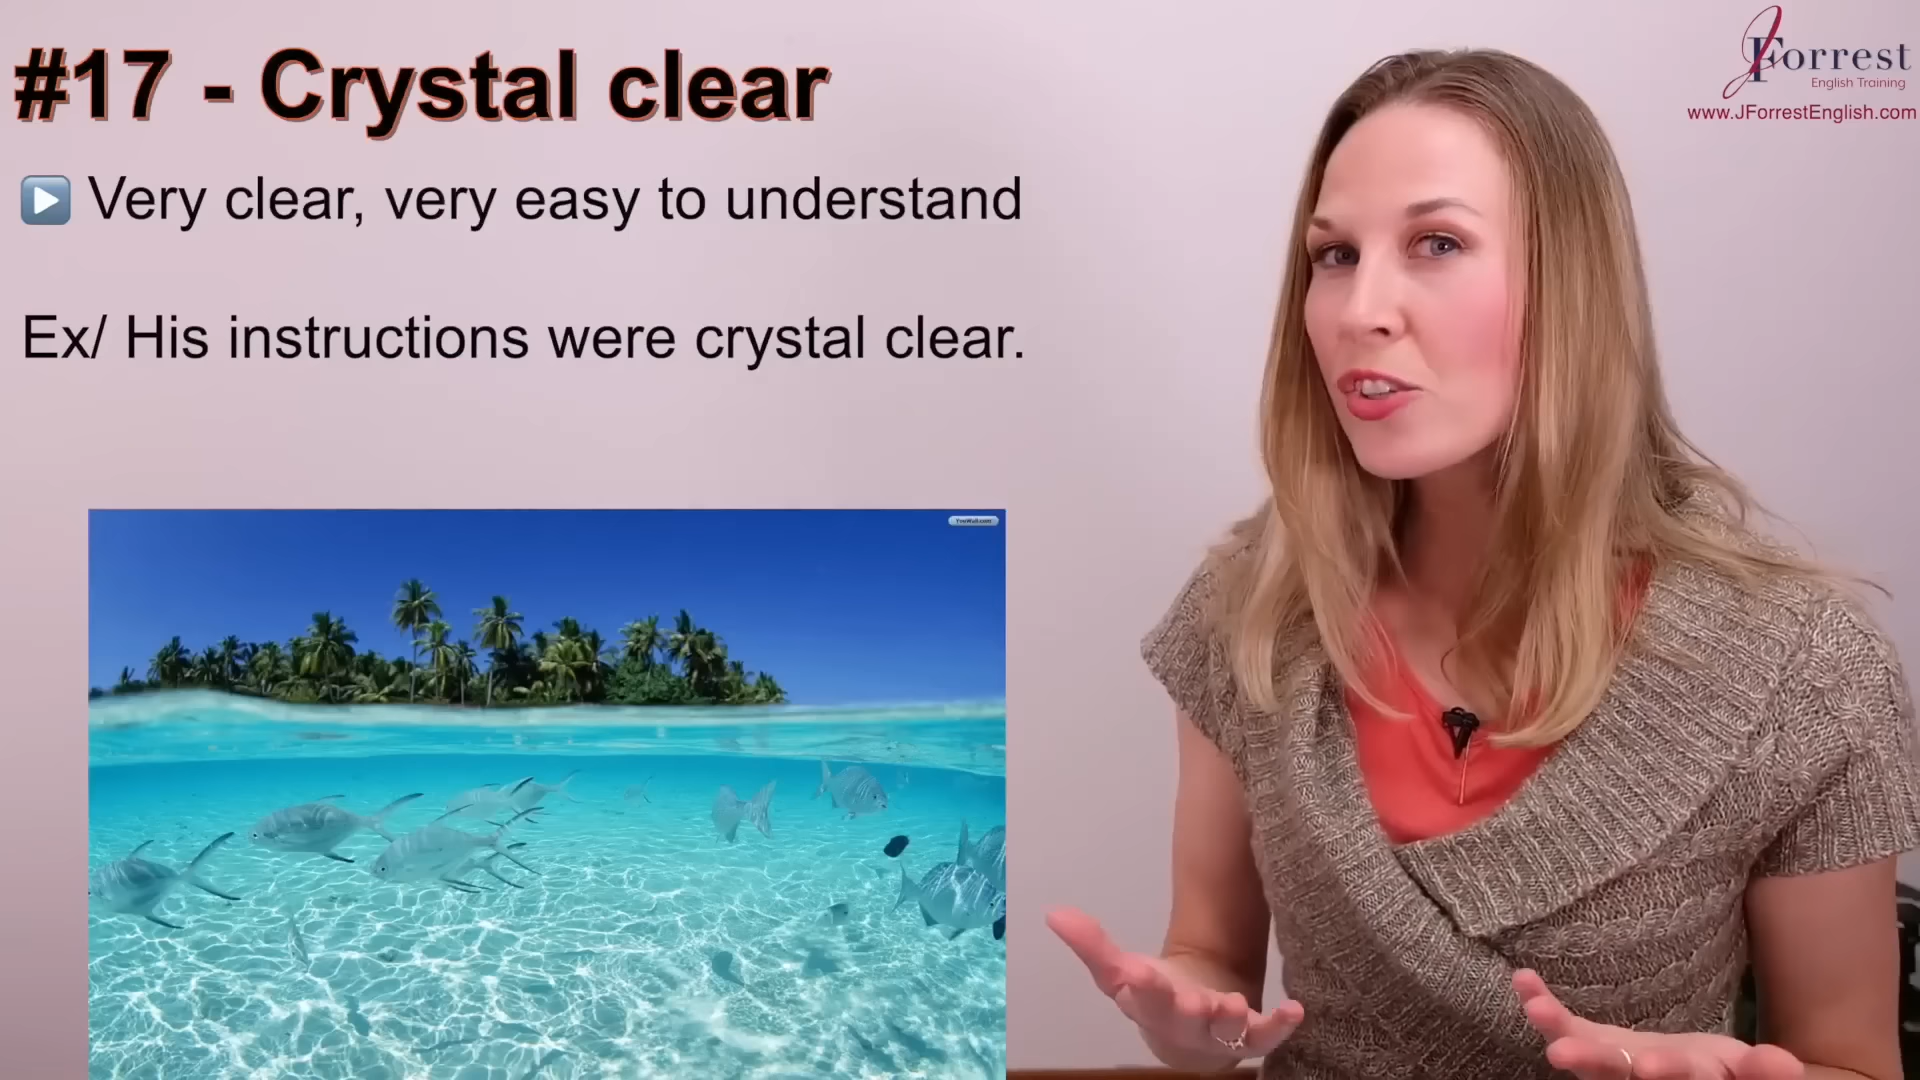 #17 - Crystal clear
Very clear, very easy to understand
Ex/ His instructions were crystal clear.
JForrest
English Training
www.JForrestEnglish.com